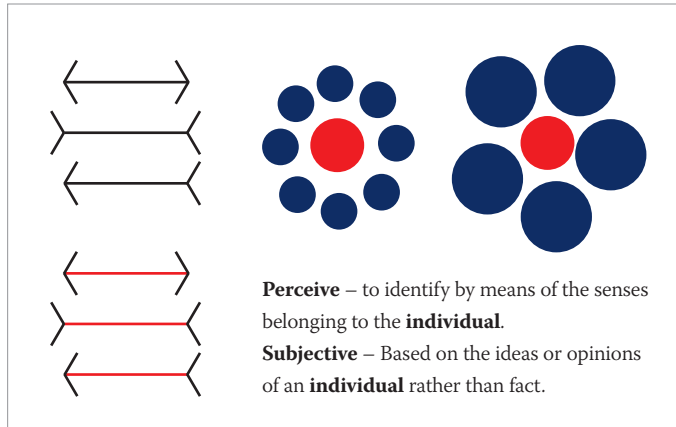 Perceive – to identify by means of the senses
belonging to the individual.
Subjective – Based on the ideas or opinions
of an individual rather than fact.